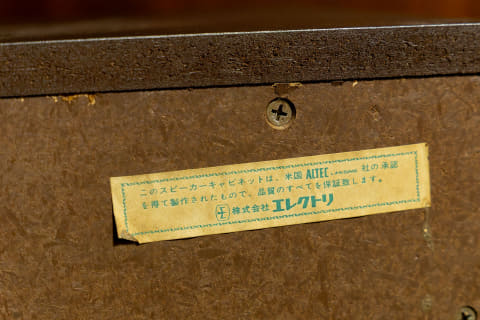 このスピーカーキャビネットは、米国 ALTEC 社の承認
を得て製作されたもので、品質のすべてを保証致します。
株式会社エレクトリ